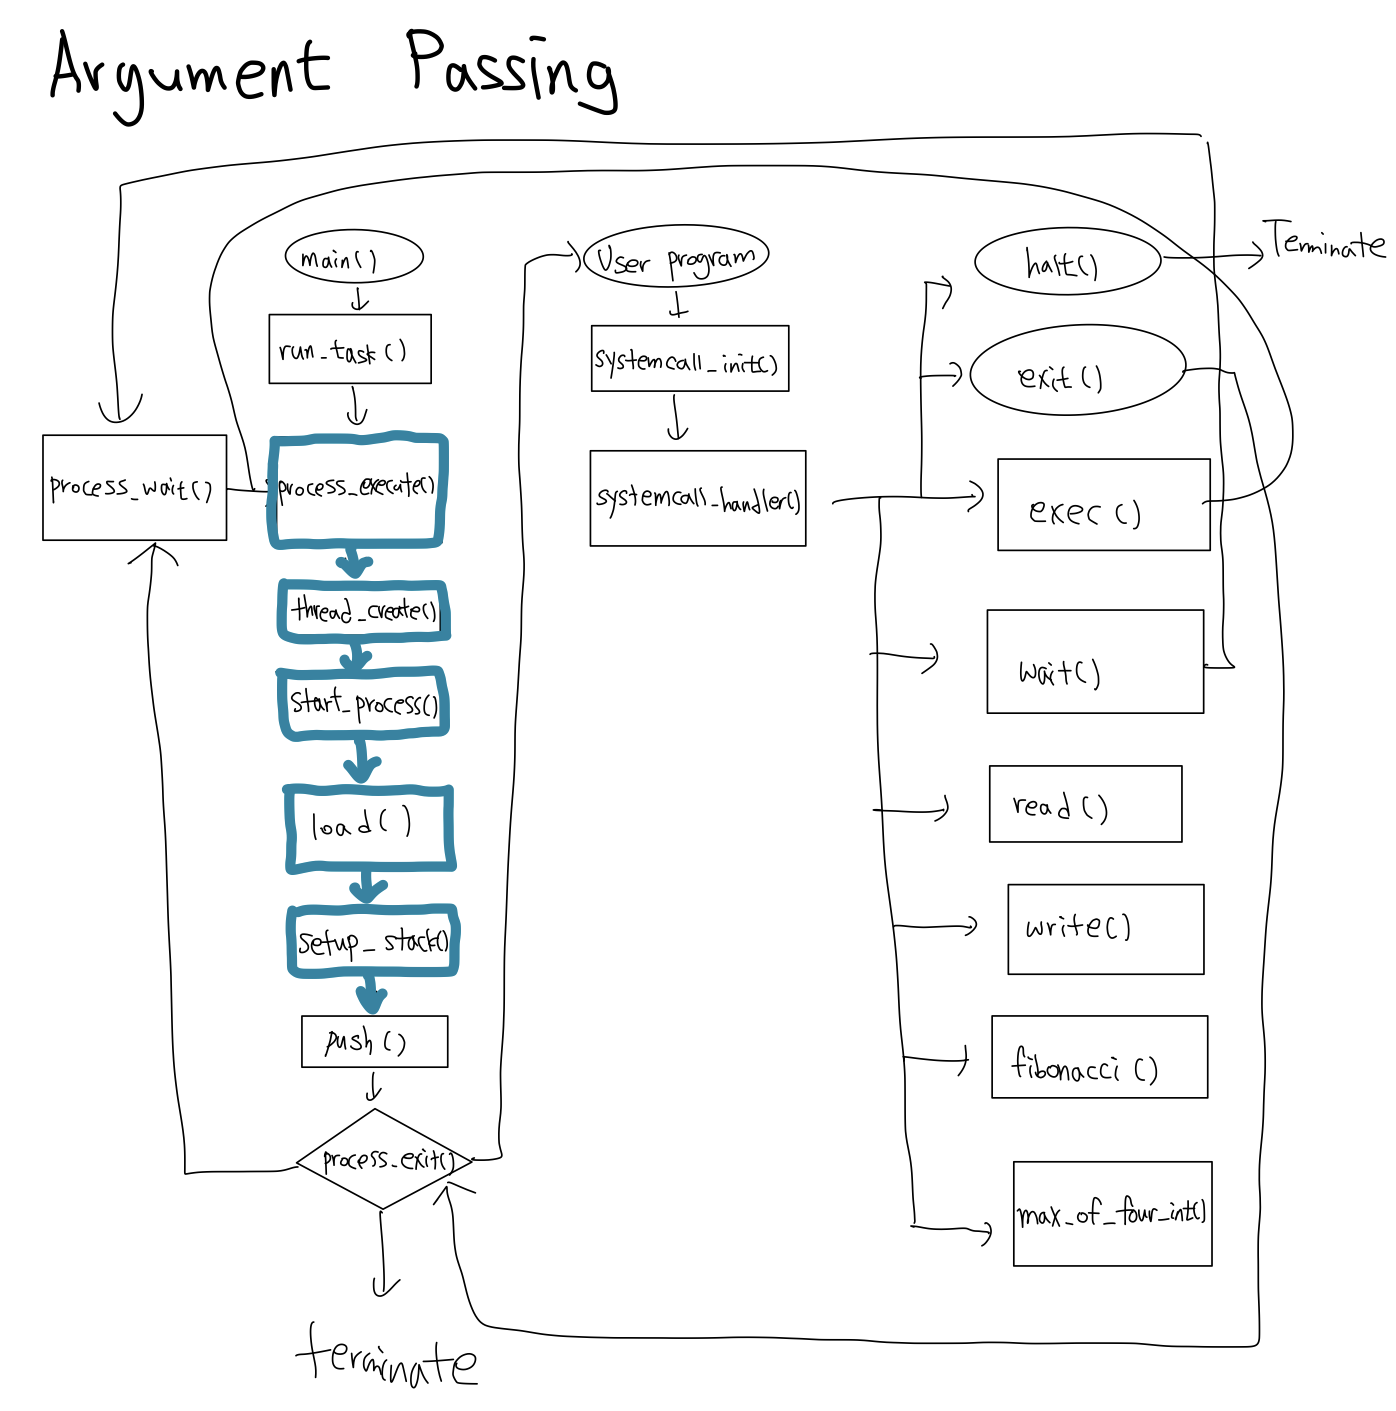 Argument Passing
main()
run_task()
process_wait()
process_execute()
thread_create()
start_process()
load()
setup_stack()
push()
process_exit()
terminate
User program
systemcall_init()
systemcall_handler()
halt()
Terminate
exit()
exec()
wait()
read()
write()
fibonacci()
max_of_four_int()